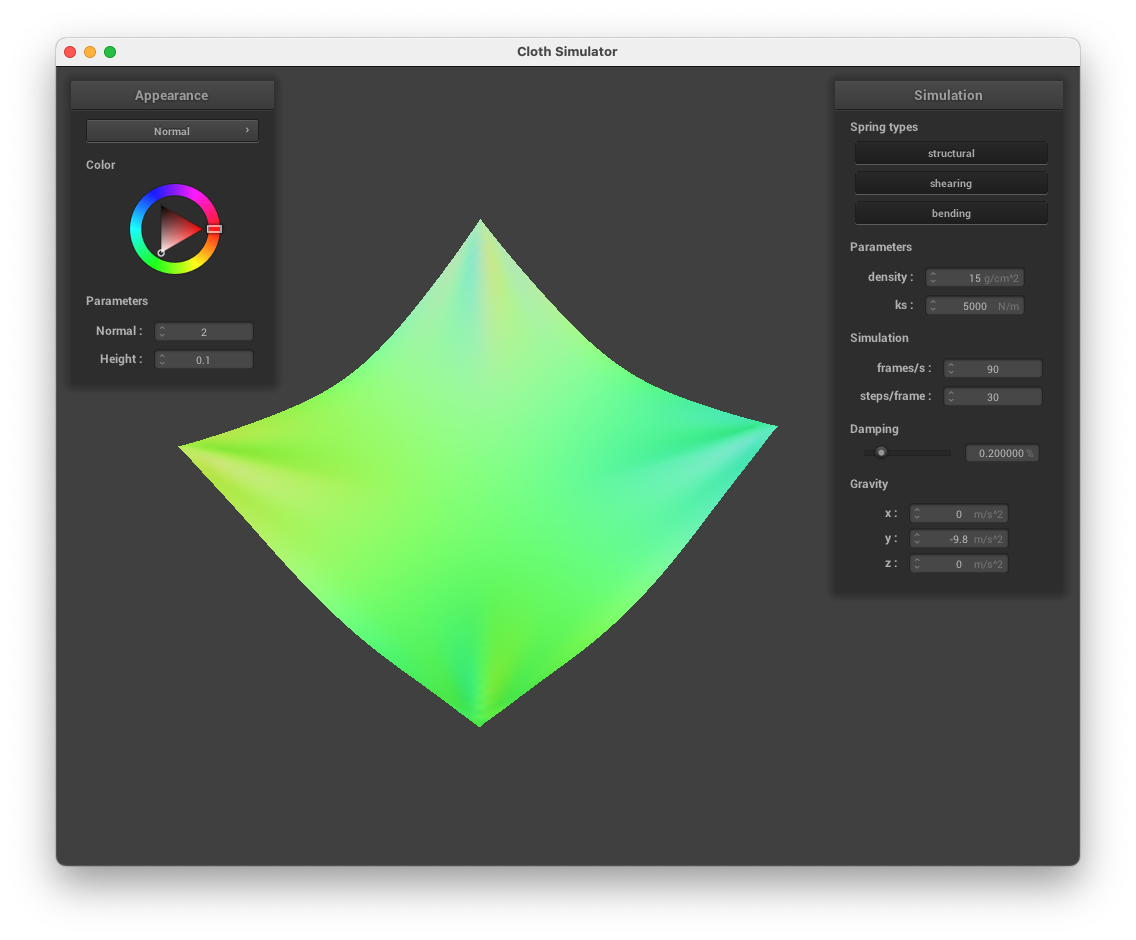 Cloth Simulator
Appearance
Normal
Color
Parameters
Normal : 2
Height : 0.1
Simulation
Spring types
structural
shearing
bending
Parameters
density : 15 g/cm^2
ks : 5000 N/m
Simulation
frames/s : 90
steps/frame : 30
Damping
0.200000 %
Gravity
x : 0 m/s^2
y : -9.8 m/s^2
z : 0 m/s^2